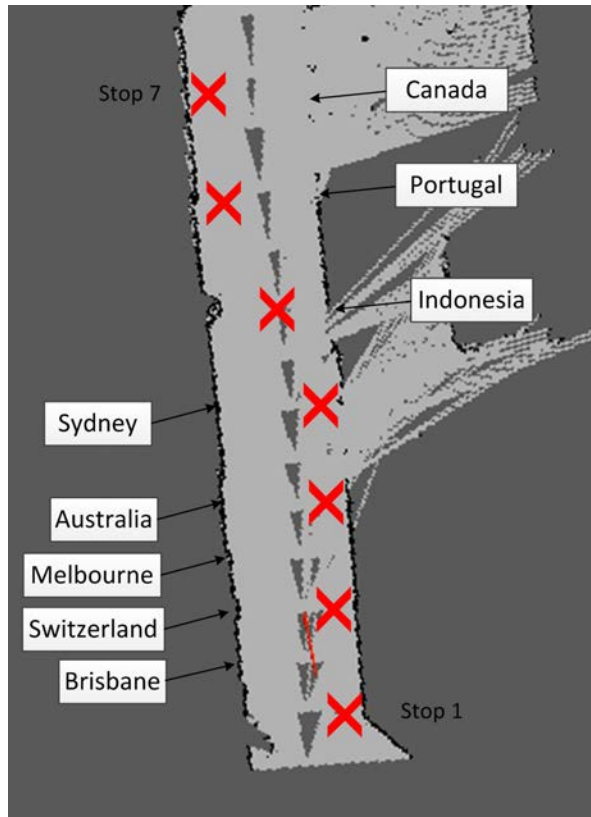 Stop 7
Canada
Portugal
Indonesia
Sydney
Australia
Melbourne
Switzerland
Brisbane
Stop 1